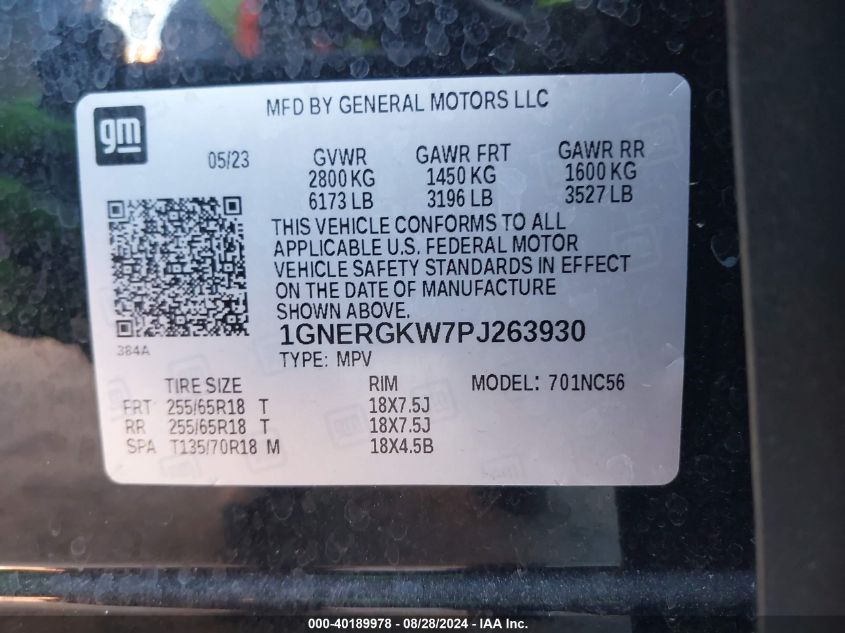 gm
MFD BY GENERAL MOTORS LLC
05/23 GVWR GAWR FRT GAWR RR
2800 KG 1450 KG 1600 KG
6173 LB 3196 LB 3527 LB
THIS VEHICLE CONFORMS TO ALL
APPLICABLE U.S. FEDERAL MOTOR
VEHICLE SAFETY STANDARDS IN EFFECT
ON THE DATE OF MANUFACTURE
SHOWN ABOVE.
1GNERGKW7PJ263930
384A
TYPE: MPV
TIRE SIZE RIM MODEL: 701NC56
FRT 255/65R18 T 18X7.5J
RR 255/65R18 T 18X7.5J
SPA T135/70R18 M 18X4.5B
000-40189978 - 08/28/2024 - IAA Inc.